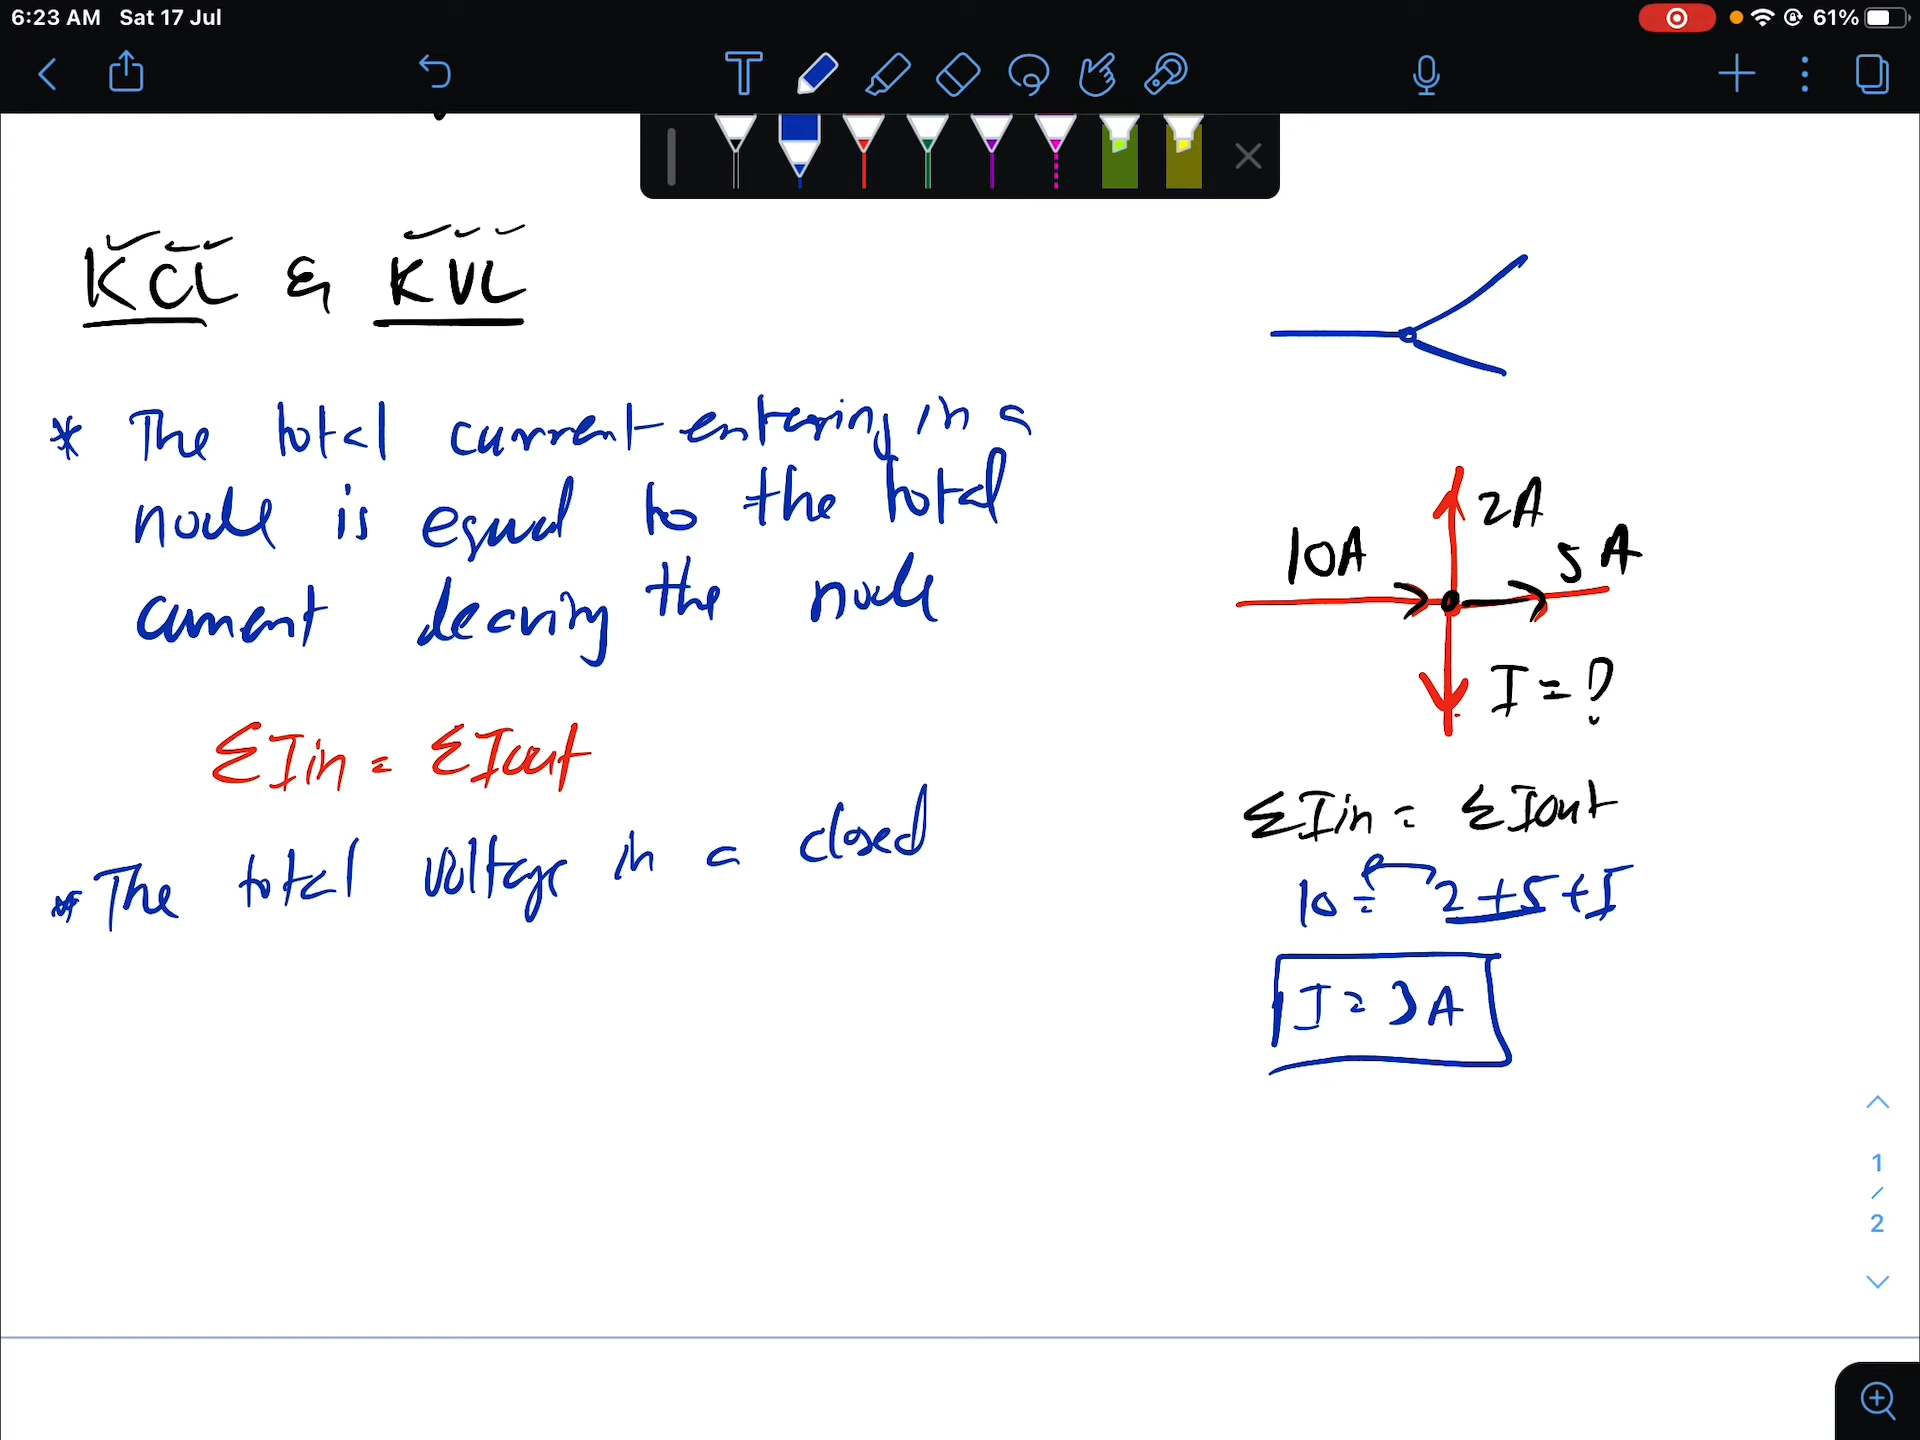 6:23 AM Sat 17 Jul
61%
T
KCL & KVL
* The total current entering in a
node is equal to the total
current leaving the node
ΣIin = ΣIout
* The total voltage in a closed
2A
10A
5 A
I = ?
ΣIin = ΣIout
10 = 2 + 5 + I
I = 3 A
1
/
2